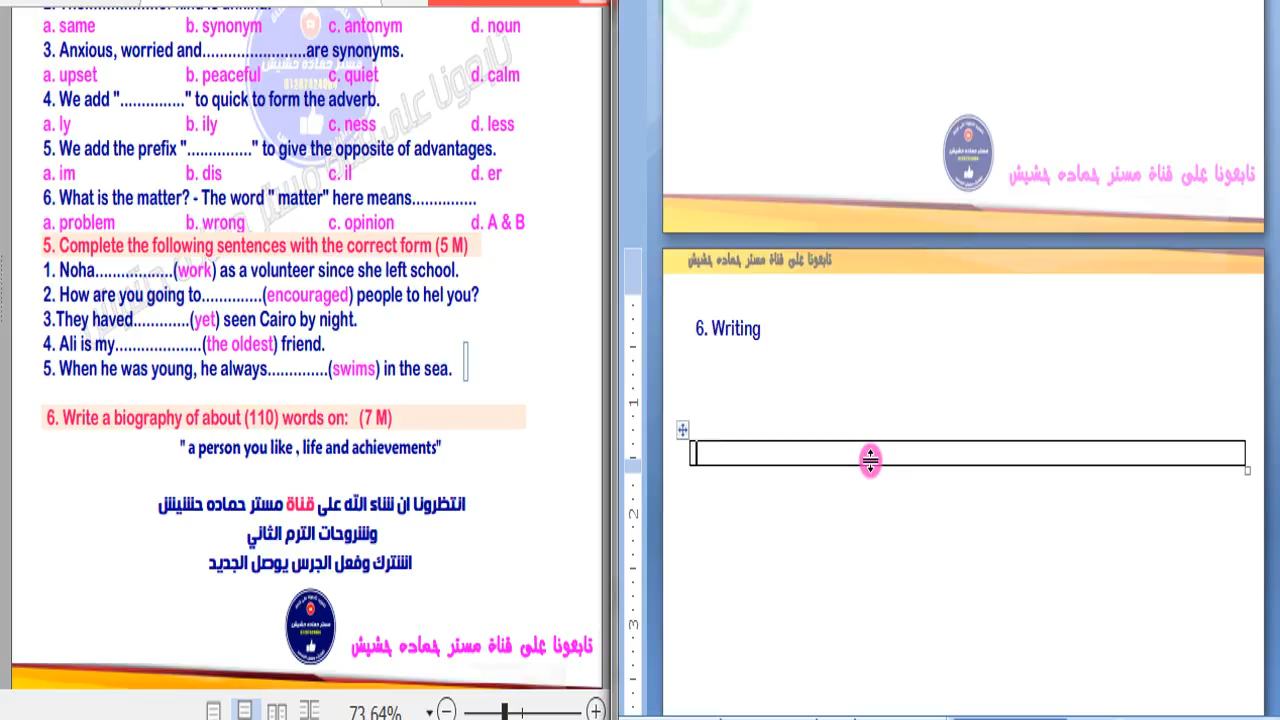 a. same b. synonym c. antonym d. noun
3. Anxious, worried and........................are synonyms.
a. upset b. peaceful c. quiet d. calm
4. We add "..............." to quick to form the adverb.
a. ly b. ily c. ness d. less
5. We add the prefix "..............." to give the opposite of advantages.
a. im b. dis c. il d. er
6. What is the matter? - The word " matter" here means...............
a. problem b. wrong c. opinion d. A & B
5. Complete the following sentences with the correct form (5 M)
1. Noha..................(work) as a volunteer since she left school.
2. How are you going to..............(encouraged) people to hel you?
3.They haved.............(yet) seen Cairo by night.
4. Ali is my....................(the oldest) friend.
5. When he was young, he always..............(swims) in the sea.
6. Write a biography of about (110) words on: (7 M)
" a person you like , life and achievements"
انتظرونا ان شاء الله على قناة مستر حماده حشيش
وشروحات الترم الثاني
اشترك وفعل الجرس يوصل الجديد
تابعونا على قناة مستر حماده حشيش
73.64%
تابعونا على قناة مستر حماده حشيش
تابعونا على قناة مستر حماده حشيش
6. Writing